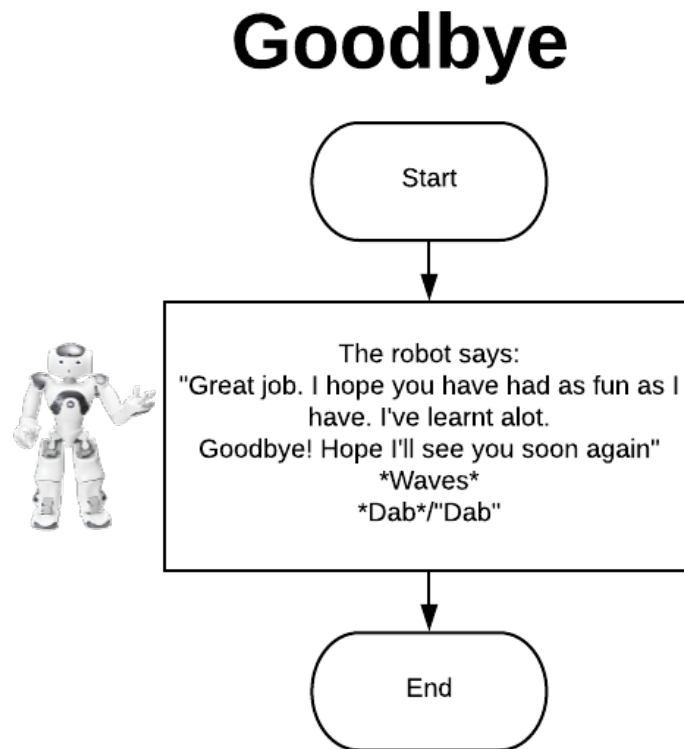 Goodbye
Start
The robot says:
"Great job. I hope you have had as fun as I
have. I've learnt alot.
Goodbye! Hope I'll see you soon again"
*Waves*
*Dab*/"Dab"
End